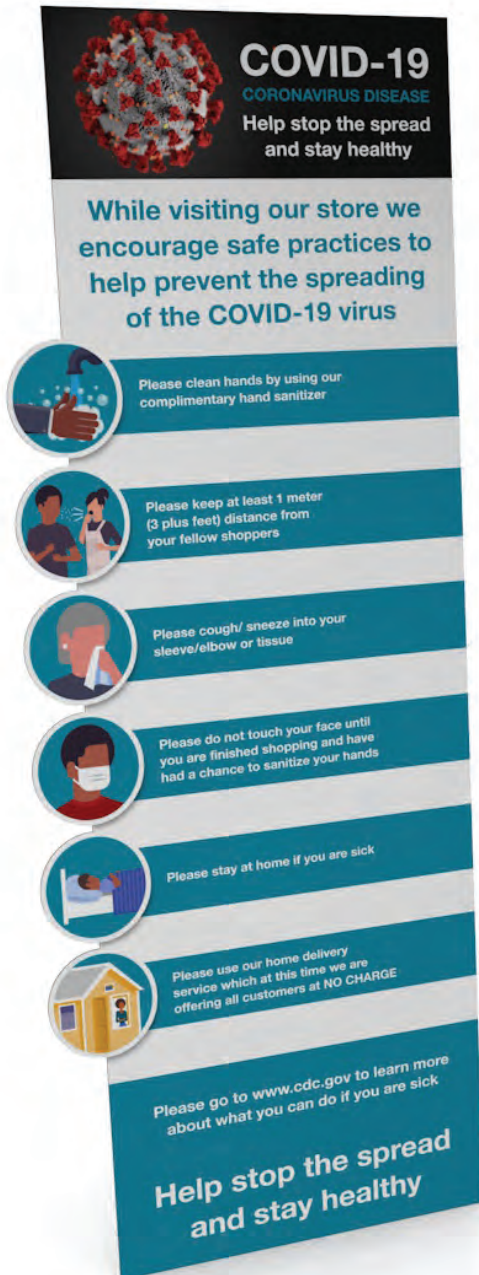 COVID-19
CORONAVIRUS DISEASE
Help stop the spread
and stay healthy
While visiting our store we
encourage safe practices to
help prevent the spreading
of the COVID-19 virus
Please clean hands by using our
complimentary hand sanitizer
Please keep at least 1 meter
(3 plus feet) distance from
your fellow shoppers
Please cough/ sneeze into your
sleeve/elbow or tissue
Please do not touch your face until
you are finished shopping and have
had a chance to sanitize your hands
Please stay at home if you are sick
Please use our home delivery
service which at this time we are
offering all customers at NO CHARGE
Please go to www.cdc.gov to learn more
about what you can do if you are sick
Help stop the spread
and stay healthy